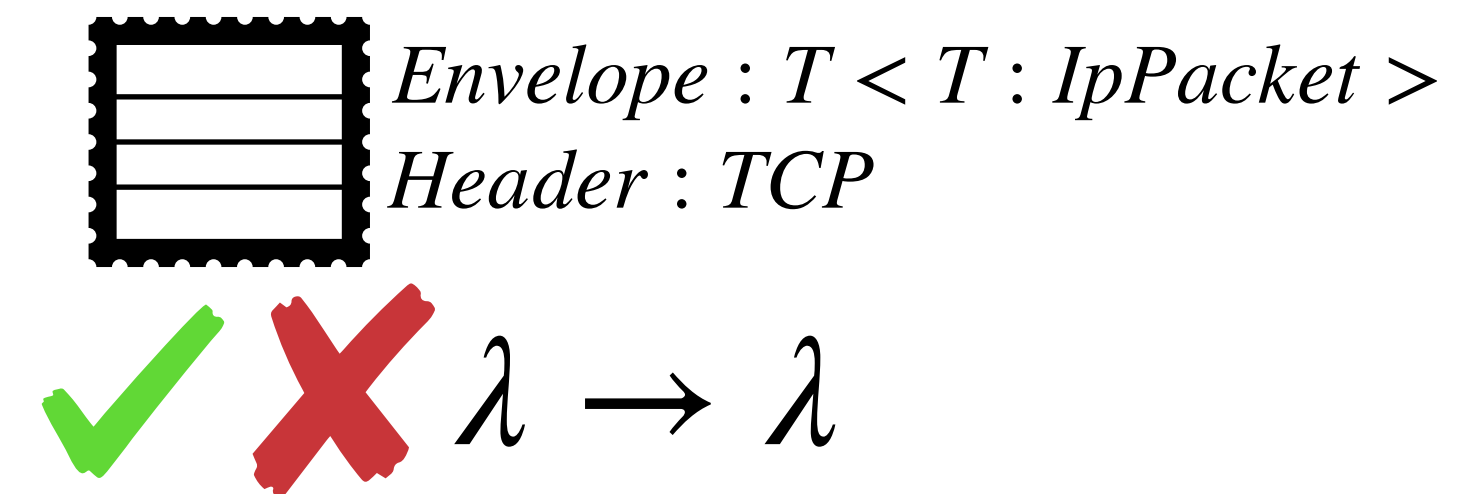 Envelope : T < T : IpPacket >
Header : TCP
λ → λ